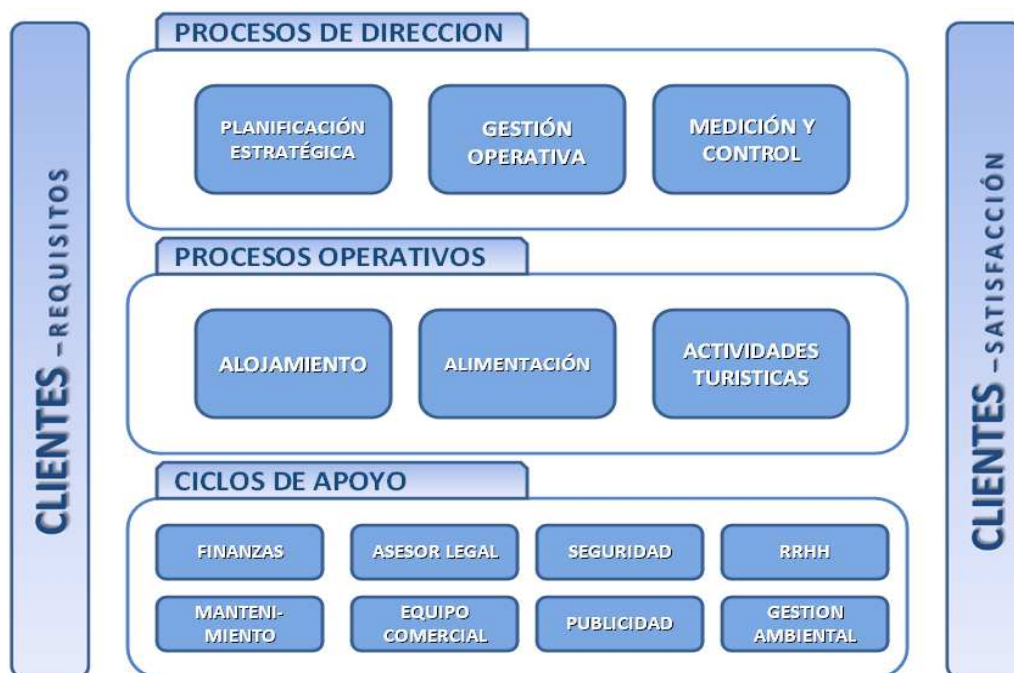 CLIENTES – REQUISITOS
PROCESOS DE DIRECCION
PLANIFICACIÓN
ESTRATÉGICA
GESTIÓN
OPERATIVA
MEDICIÓN Y
CONTROL
PROCESOS OPERATIVOS
ALOJAMIENTO
ALIMENTACIÓN
ACTIVIDADES
TURISTICAS
CICLOS DE APOYO
FINANZAS
ASESOR LEGAL
SEGURIDAD
RRHH
MANTENI-
MIENTO
EQUIPO
COMERCIAL
PUBLICIDAD
GESTION
AMBIENTAL
CLIENTES – SATISFACCIÓN